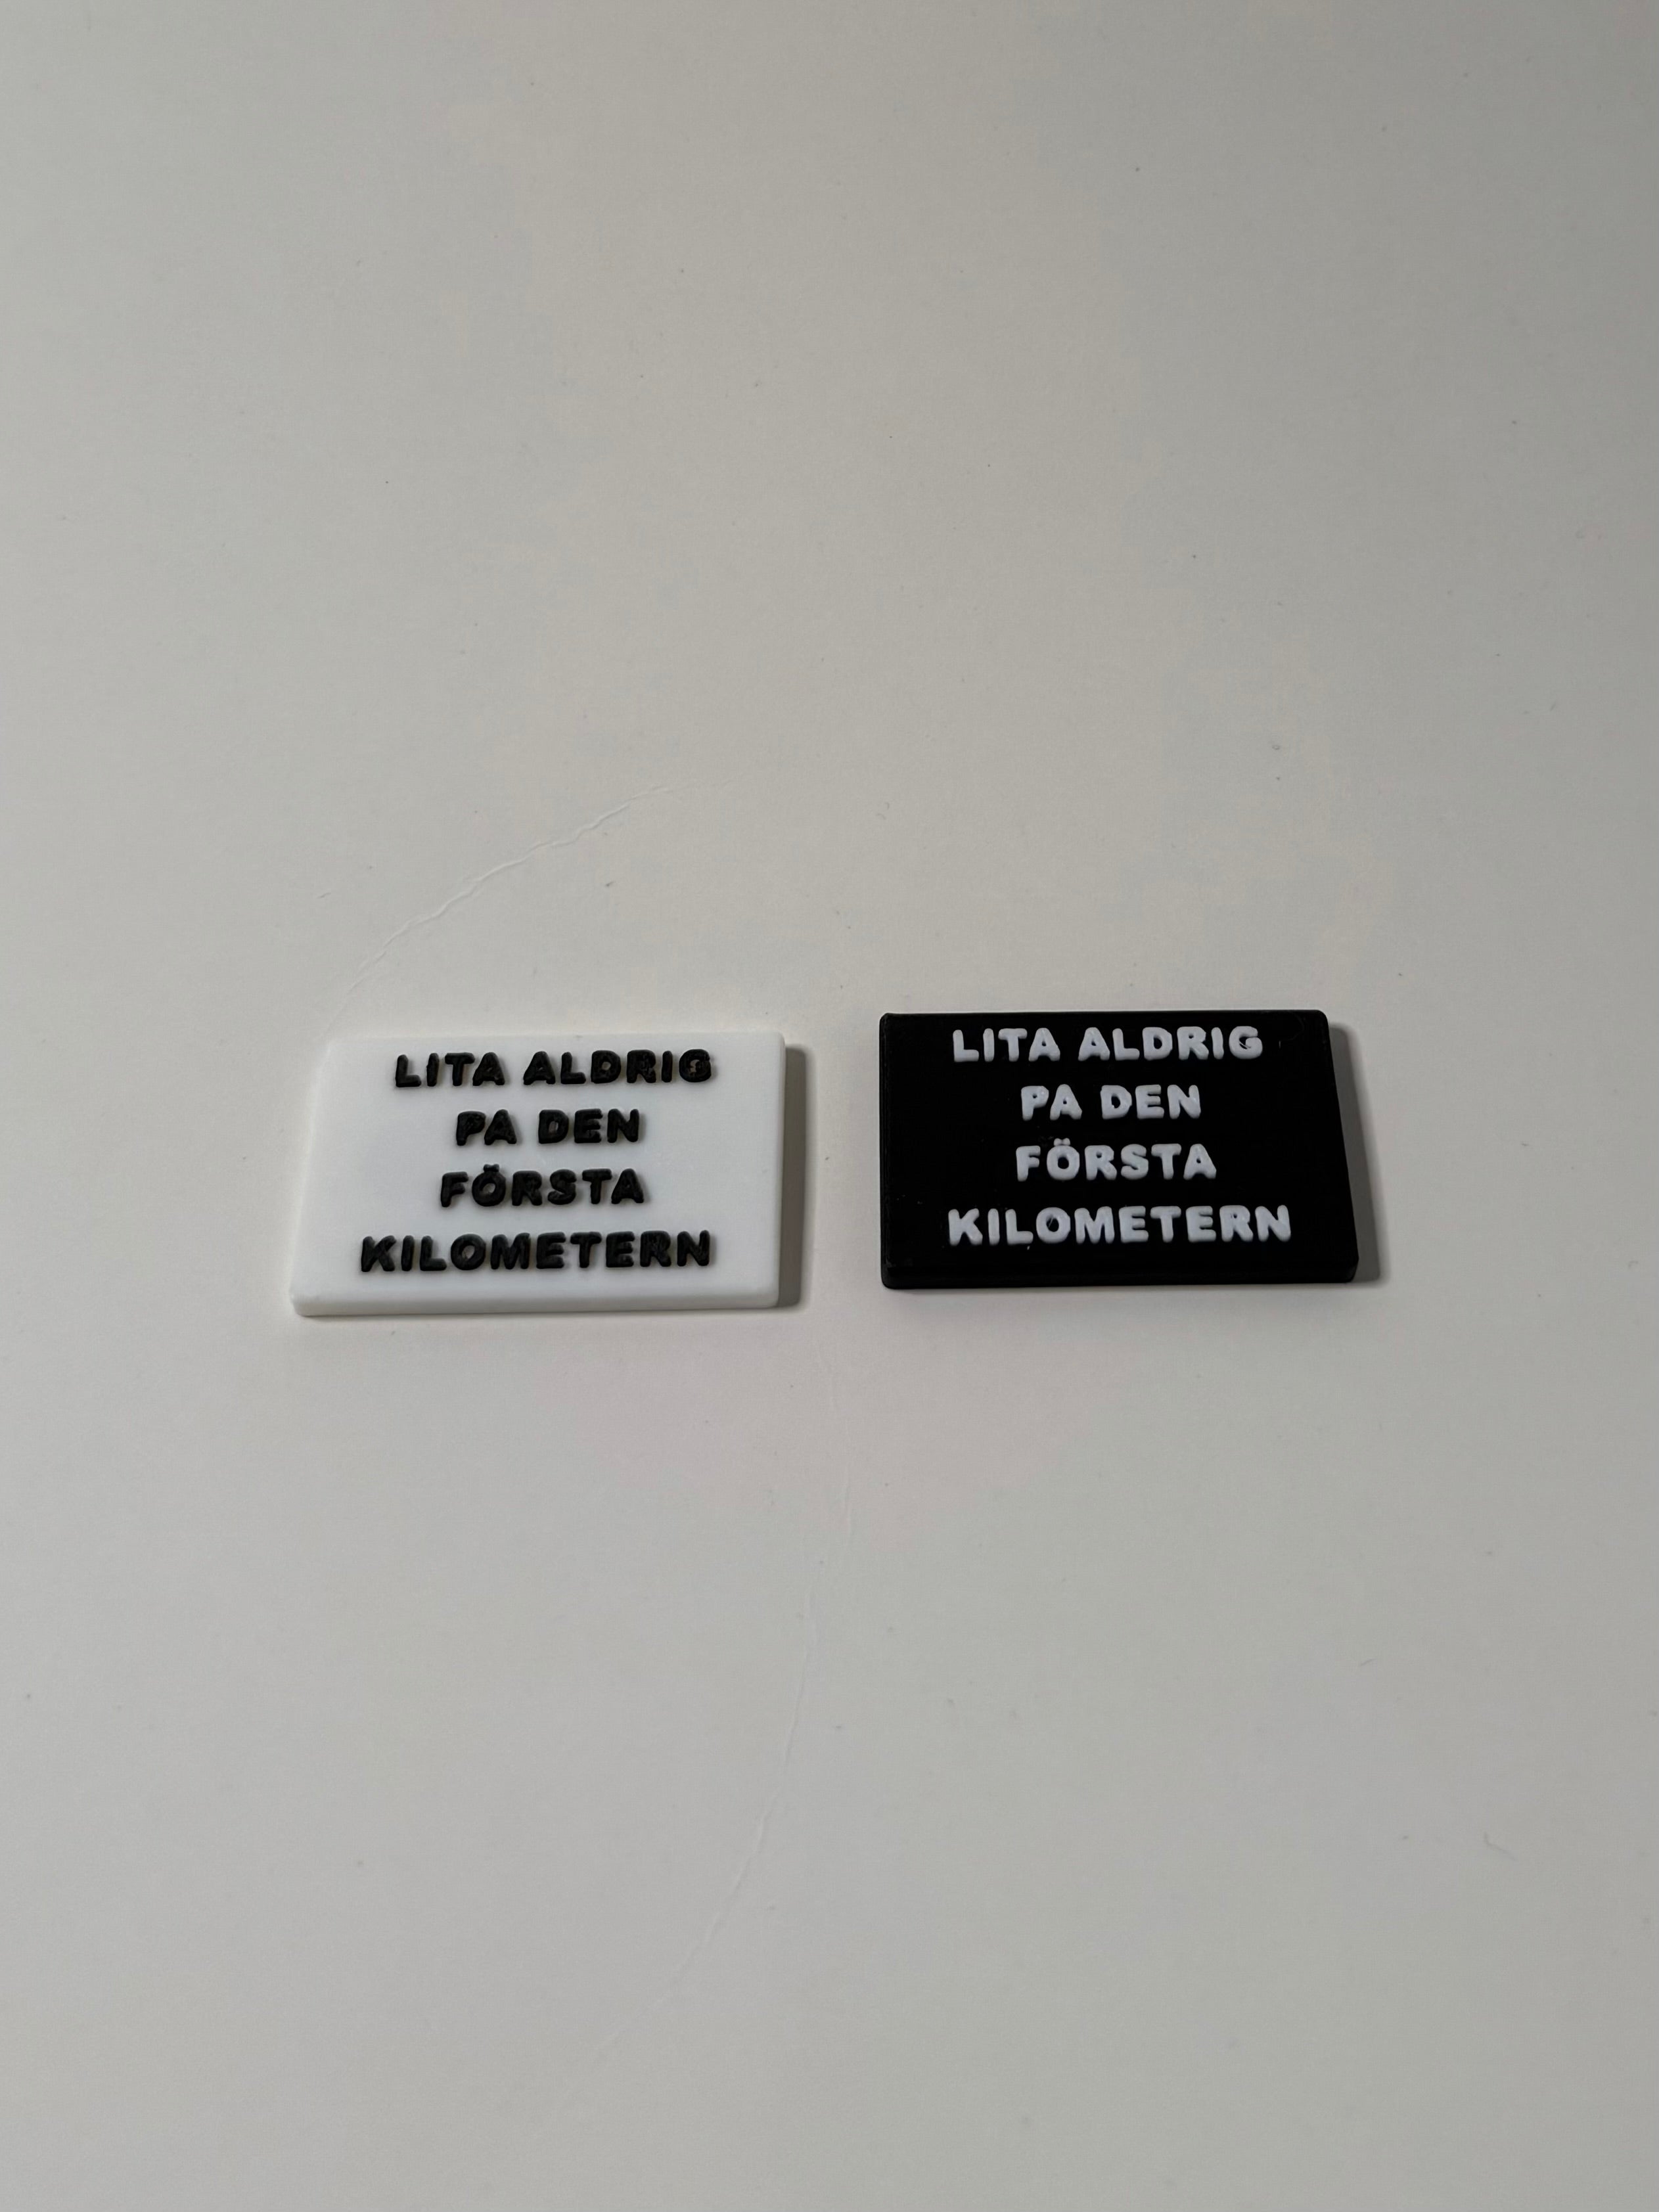 LITA ALDRIG
PA DEN
FÖRSTA
KILOMETERN
LITA ALDRIG
PA DEN
FÖRSTA
KILOMETERN